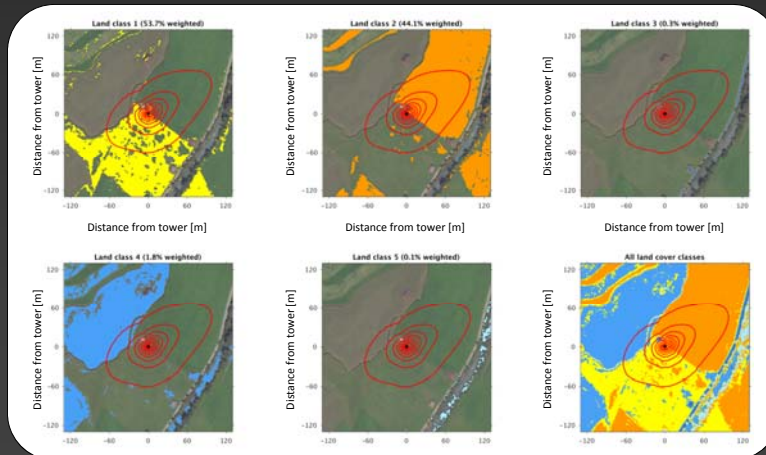 Land class 1 (53.7% weighted)
Land class 2 (44.1% weighted)
Land class 3 (0.3% weighted)
Distance from tower [m]
120
60
0
-60
-120
-120 -60 0 60 120
Distance from tower [m]
Distance from tower [m]
120
60
0
-60
-120
-120 -60 0 60 120
Distance from tower [m]
Distance from tower [m]
120
60
0
-60
-120
-120 -60 0 60 120
Distance from tower [m]
Land class 4 (1.8% weighted)
Land class 5 (0.1% weighted)
All land cover classes
Distance from tower [m]
120
60
0
-60
-120
-120 -60 0 60 120
Distance from tower [m]
120
60
0
-60
-120
-120 -60 0 60 120
Distance from tower [m]
120
60
0
-60
-120
-120 -60 0 60 120